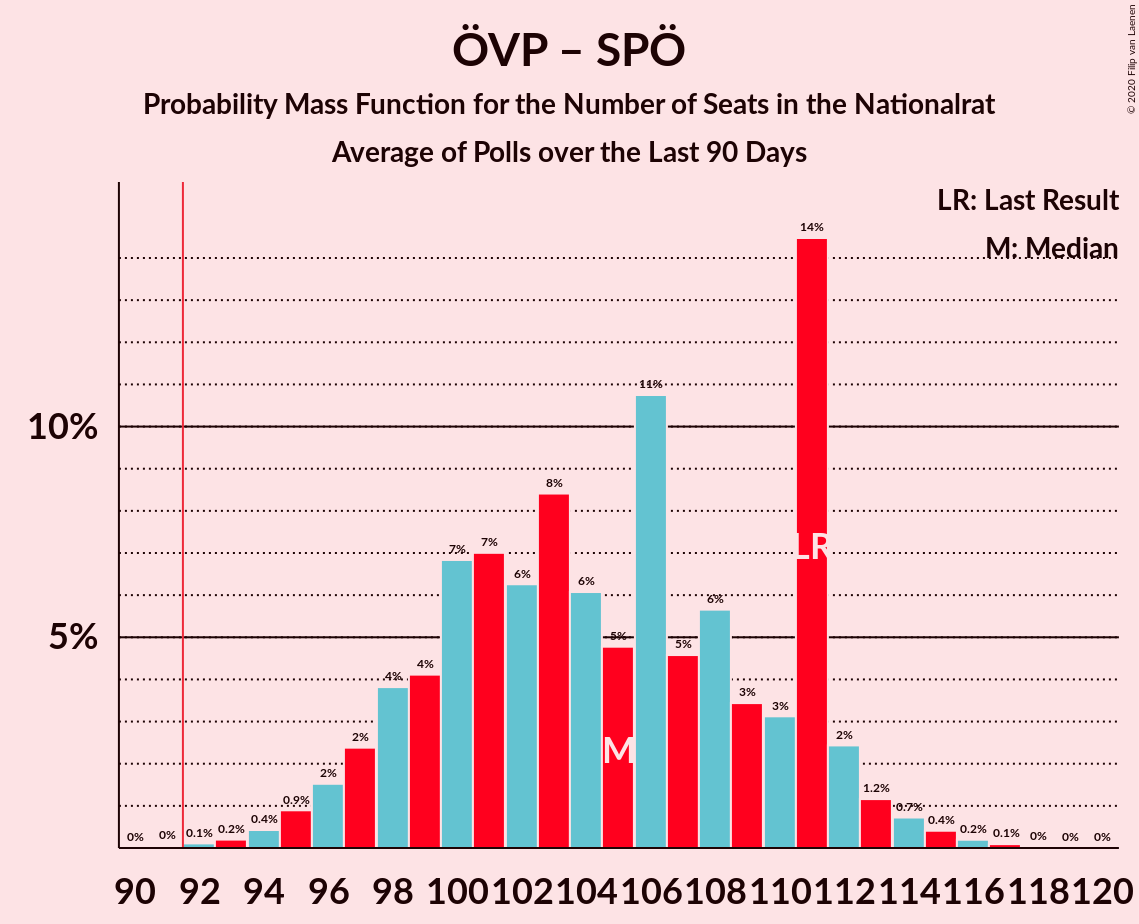 ÖVP – SPÖ
Probability Mass Function for the Number of Seats in the Nationalrat
Average of Polls over the Last 90 Days
© 2020 Filip van Laenen
LR: Last Result
M: Median
10%
5%
0% 0% 0.1% 0.2% 0.4% 0.9% 2% 2% 4% 4% 7% 7% 6% 8% 6% 5% 11% 5% 6% 3% 3% 14% 2% 1.2% 0.7% 0.4% 0.2% 0.1% 0% 0% 0%
LR
M
90 92 94 96 98 100 102 104 106 108 110 112 114 116 118 120